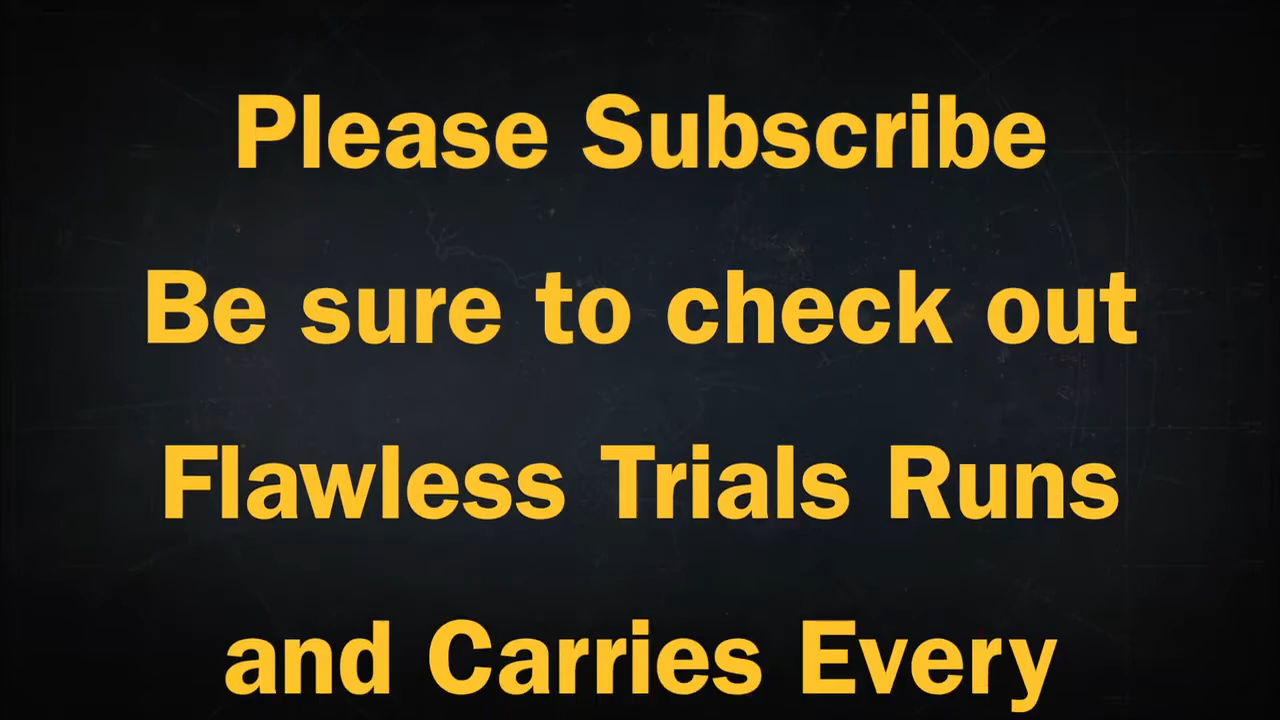 Please Subscribe
Be sure to check out
Flawless Trials Runs
and Carries Every